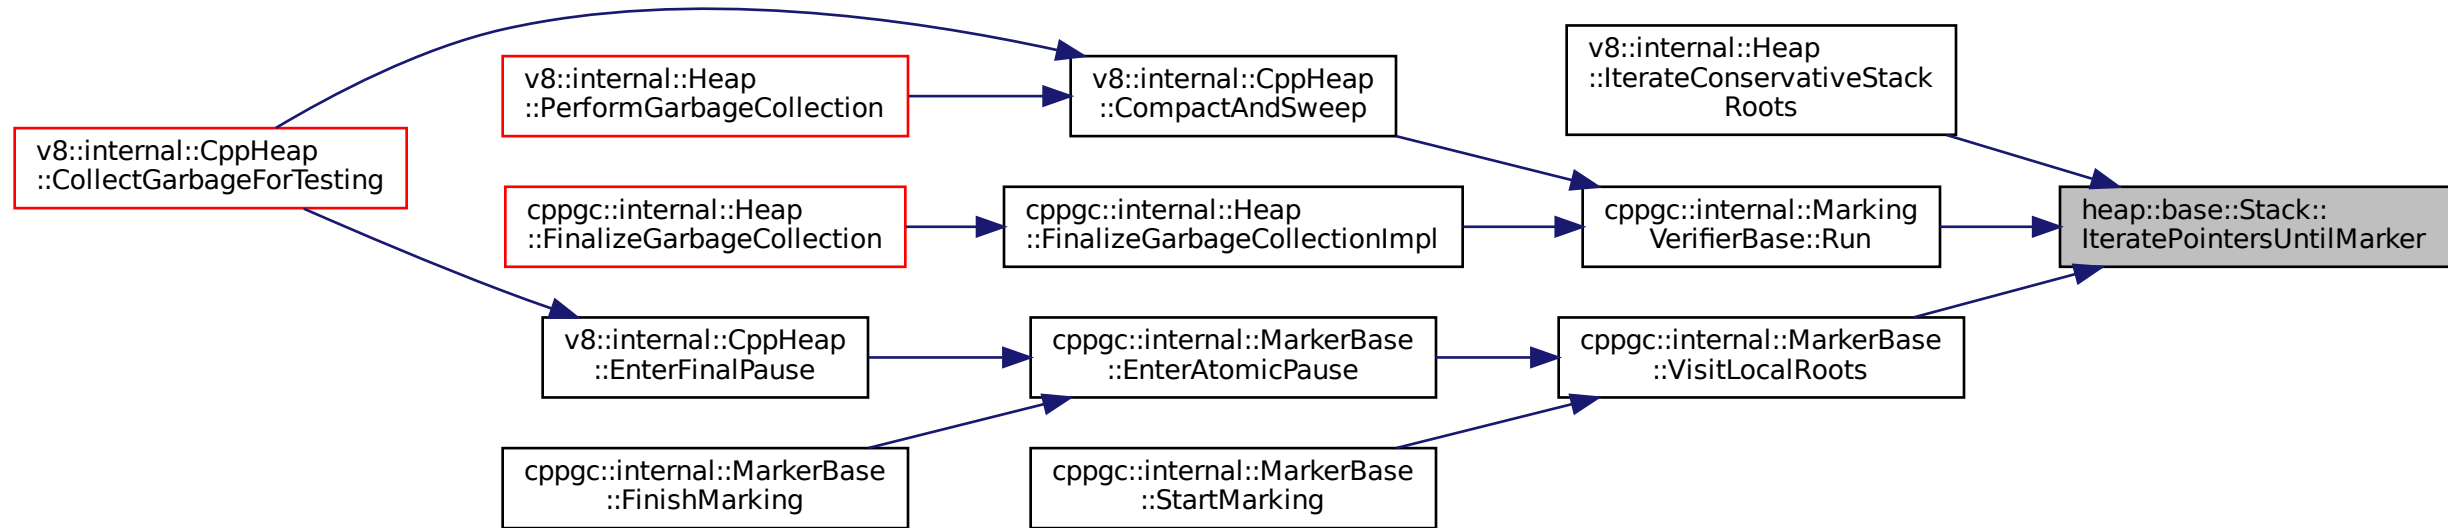 v8::internal::Heap
::IterateConservativeStack
Roots
v8::internal::Heap
::PerformGarbageCollection
v8::internal::CppHeap
::CompactAndSweep
v8::internal::CppHeap
::CollectGarbageForTesting
cppgc::internal::Heap
::FinalizeGarbageCollection
cppgc::internal::Heap
::FinalizeGarbageCollectionImpl
cppgc::internal::Marking
VerifierBase::Run
heap::base::Stack::
IteratePointersUntilMarker
v8::internal::CppHeap
::EnterFinalPause
cppgc::internal::MarkerBase
::EnterAtomicPause
cppgc::internal::MarkerBase
::VisitLocalRoots
cppgc::internal::MarkerBase
::FinishMarking
cppgc::internal::MarkerBase
::StartMarking